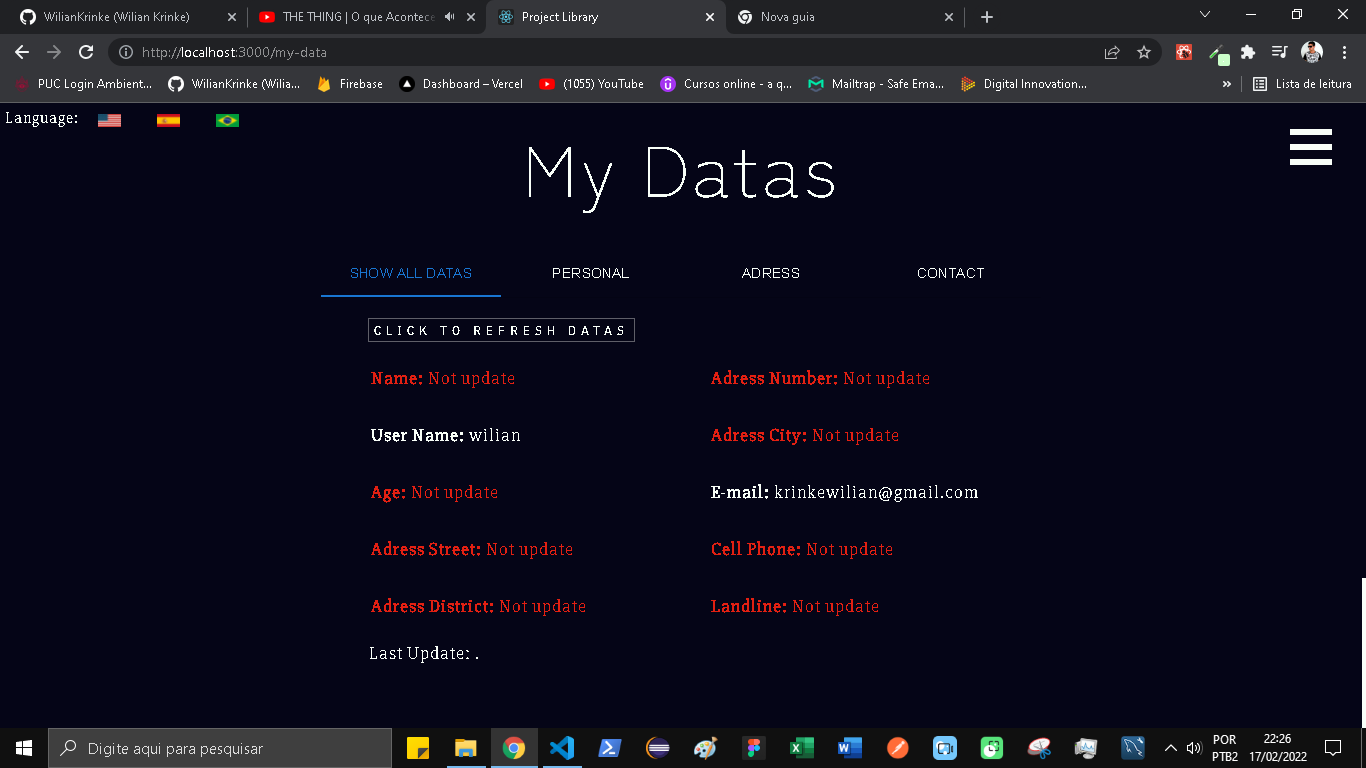 WilianKrinke (Wilian Krinke)
THE THING | O que Acontece
Project Library
Nova guia
http://localhost:3000/my-data
PUC Login Ambient...
WilianKrinke (Wilia...
Firebase
Dashboard – Vercel
(1055) YouTube
Cursos online - a q...
Mailtrap - Safe Ema...
Digital Innovation...
»
Lista de leitura
Language:
My Datas
SHOW ALL DATAS
PERSONAL
ADRESS
CONTACT
CLICK TO REFRESH DATAS
Name: Not update
Adress Number: Not update
User Name: wilian
Adress City: Not update
Age: Not update
E-mail: krinkewilian@gmail.com
Adress Street: Not update
Cell Phone: Not update
Adress District: Not update
Landline: Not update
Last Update: .
Digite aqui para pesquisar
POR
PTB2
22:26
17/02/2022